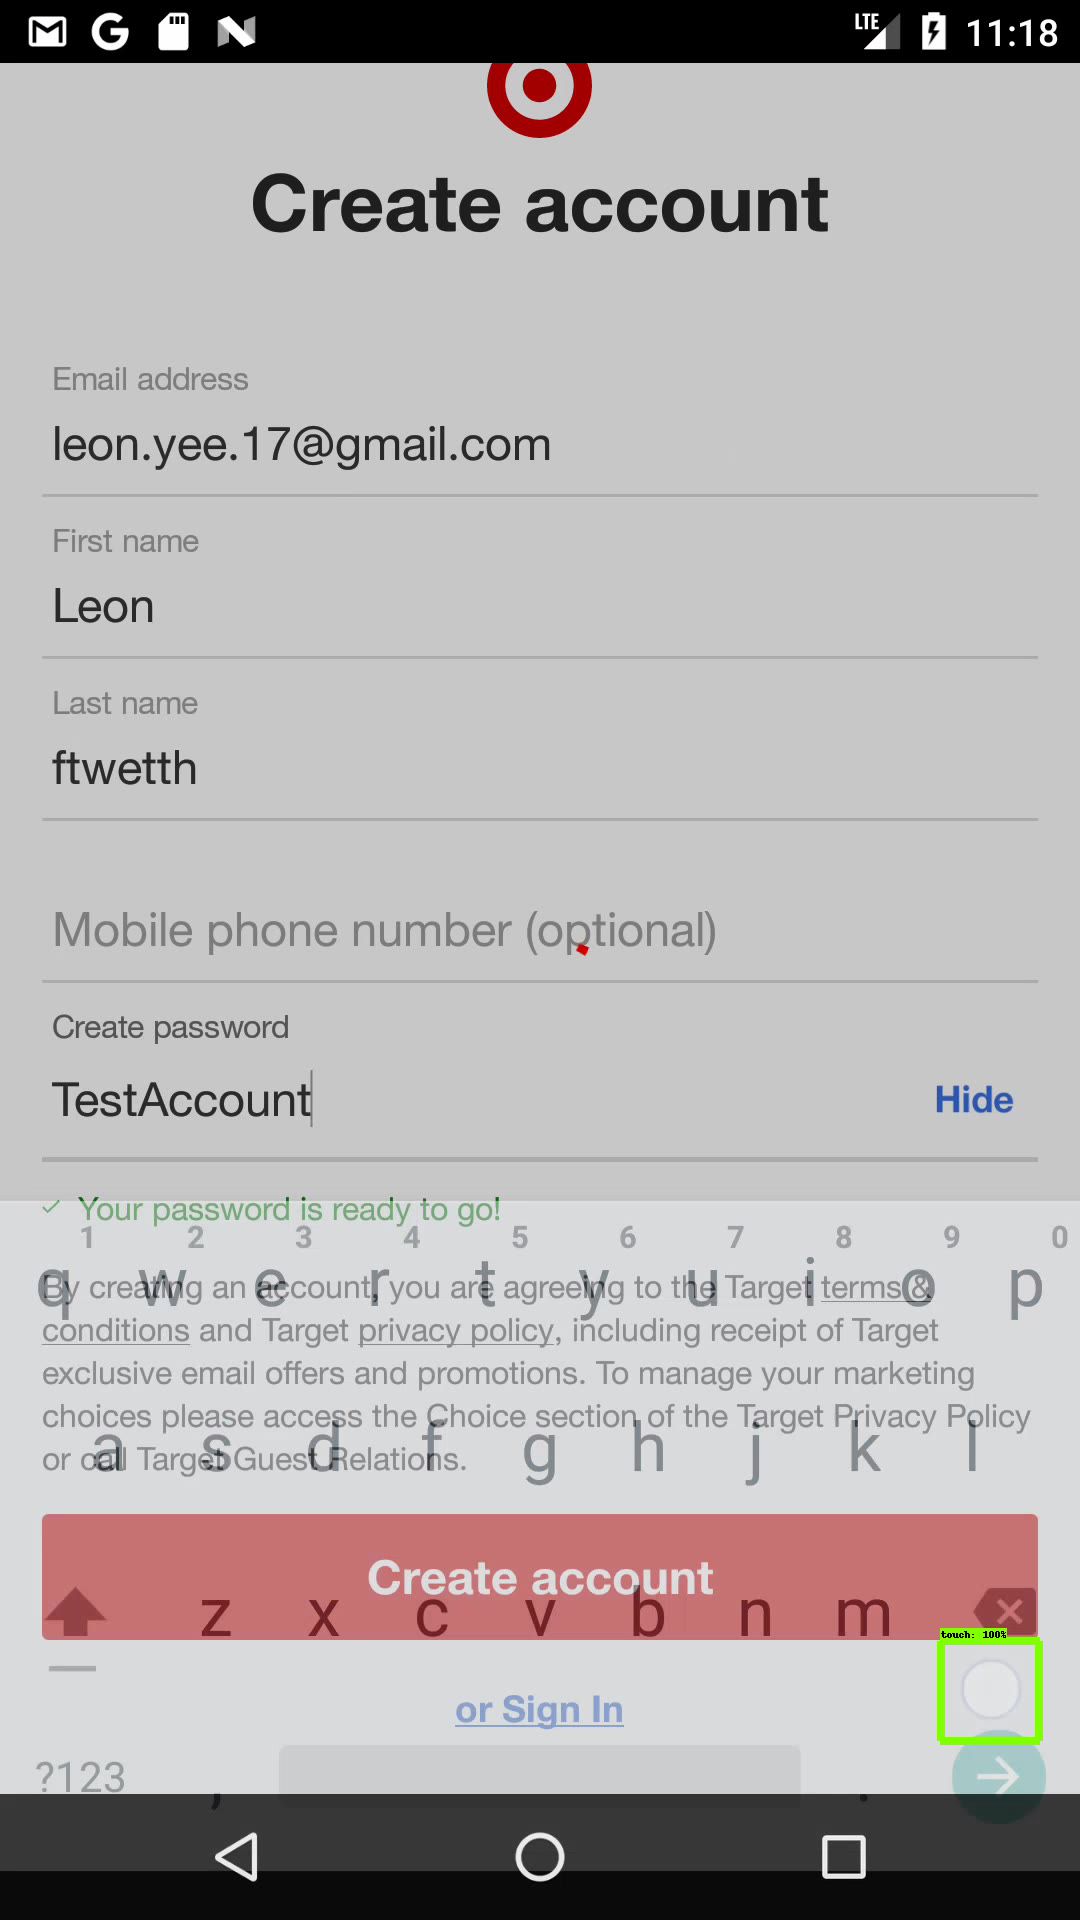 LTE 11:18
Create account
Email address
leon.yee.17@gmail.com
First name
Leon
Last name
ftwetth
Mobile phone number (optional)
Create password
TestAccount
Hide
Your password is ready to go!
1 2 3 4 5 6 7 8 9 0
q w e r t y u i o p
By creating an account, you are agreeing to the Target terms &
conditions and Target privacy policy, including receipt of Target
exclusive email offers and promotions. To manage your marketing
choices please access the Choice section of the Target Privacy Policy
or call Target Guest Relations.
a s d f g h j k l
Create account
z x c v b n m
touch: 100%
or Sign In
?123 , .